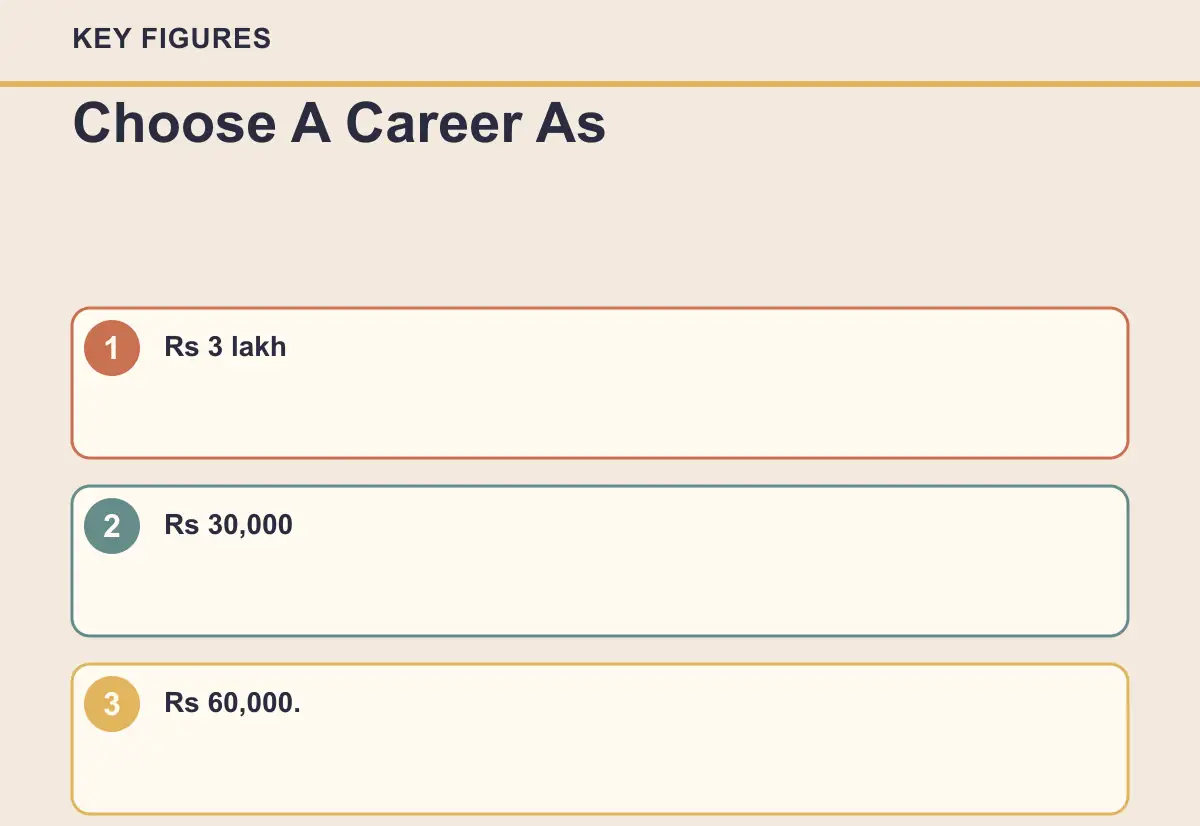 KEY FIGURES
Choose A Career As
1 Rs 3 lakh
2 Rs 30,000
3 Rs 60,000.